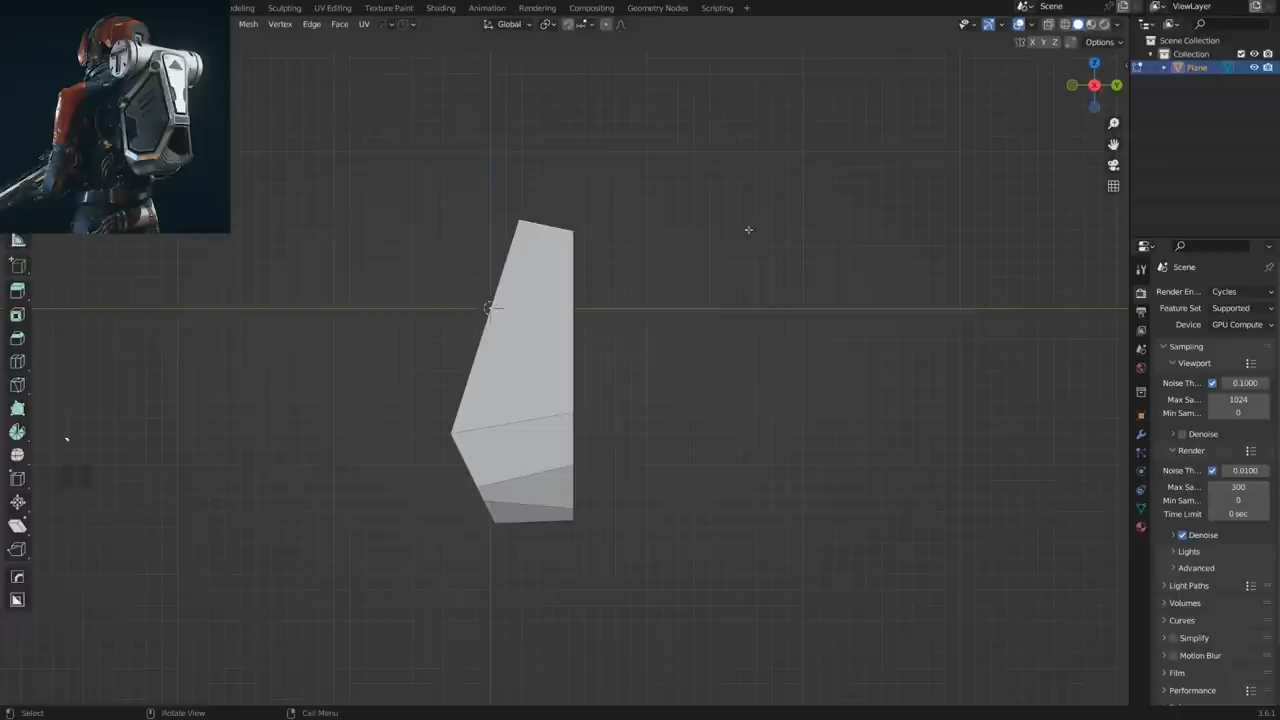 deling Sculpting UV Editing Texture Paint Shading Animation Rendering Compositing Geometry Nodes Scripting +
Scene ViewLayer
Mesh Vertex Edge Face UV Global
X Y Z Options
Scene Collection
Collection
Plane
Z
X Y
Scene
Render En... Cycles
Feature Set Supported
Device GPU Compute
Sampling
Viewport
Noise Th... 0.1000
Max Sa... 1024
Min Sam... 0
Denoise
Render
Noise Th... 0.0100
Max Sa... 300
Min Sam... 0
Time Limit 0 sec
Denoise
Lights
Advanced
Light Paths
Volumes
Curves
Simplify
Motion Blur
Film
Performance
Select Rotate View Call Menu 3.6.1